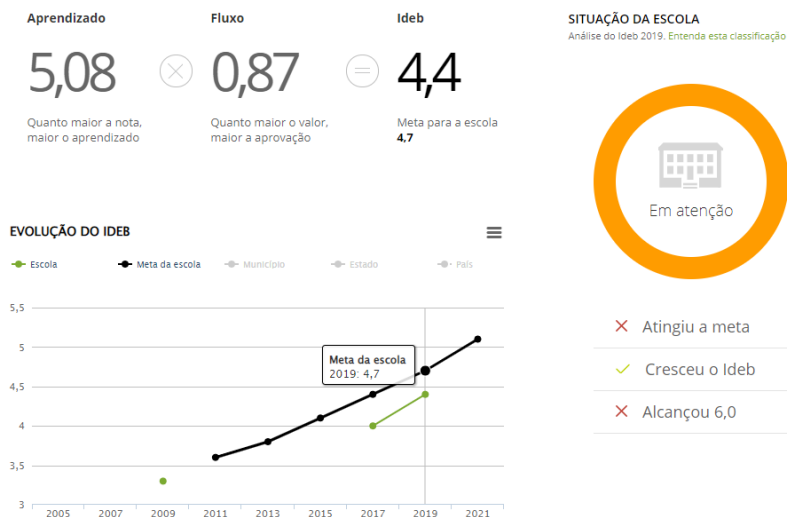 Aprendizado
5,08
Quanto maior a nota,
maior o aprendizado
Fluxo
0,87
Quanto maior o valor,
maior a aprovação
Ideb
4,4
Meta para a escola
4,7
SITUAÇÃO DA ESCOLA
Análise do Ideb 2019. Entenda esta classificação
Em atenção
Atingiu a meta
Cresceu o Ideb
Alcançou 6,0
EVOLUÇÃO DO IDEB
Escola Meta da escola Município Estado País
5,5
5
4,5
4
3,5
3
Meta da escola
2019: 4,7
2005 2007 2009 2011 2013 2015 2017 2019 2021